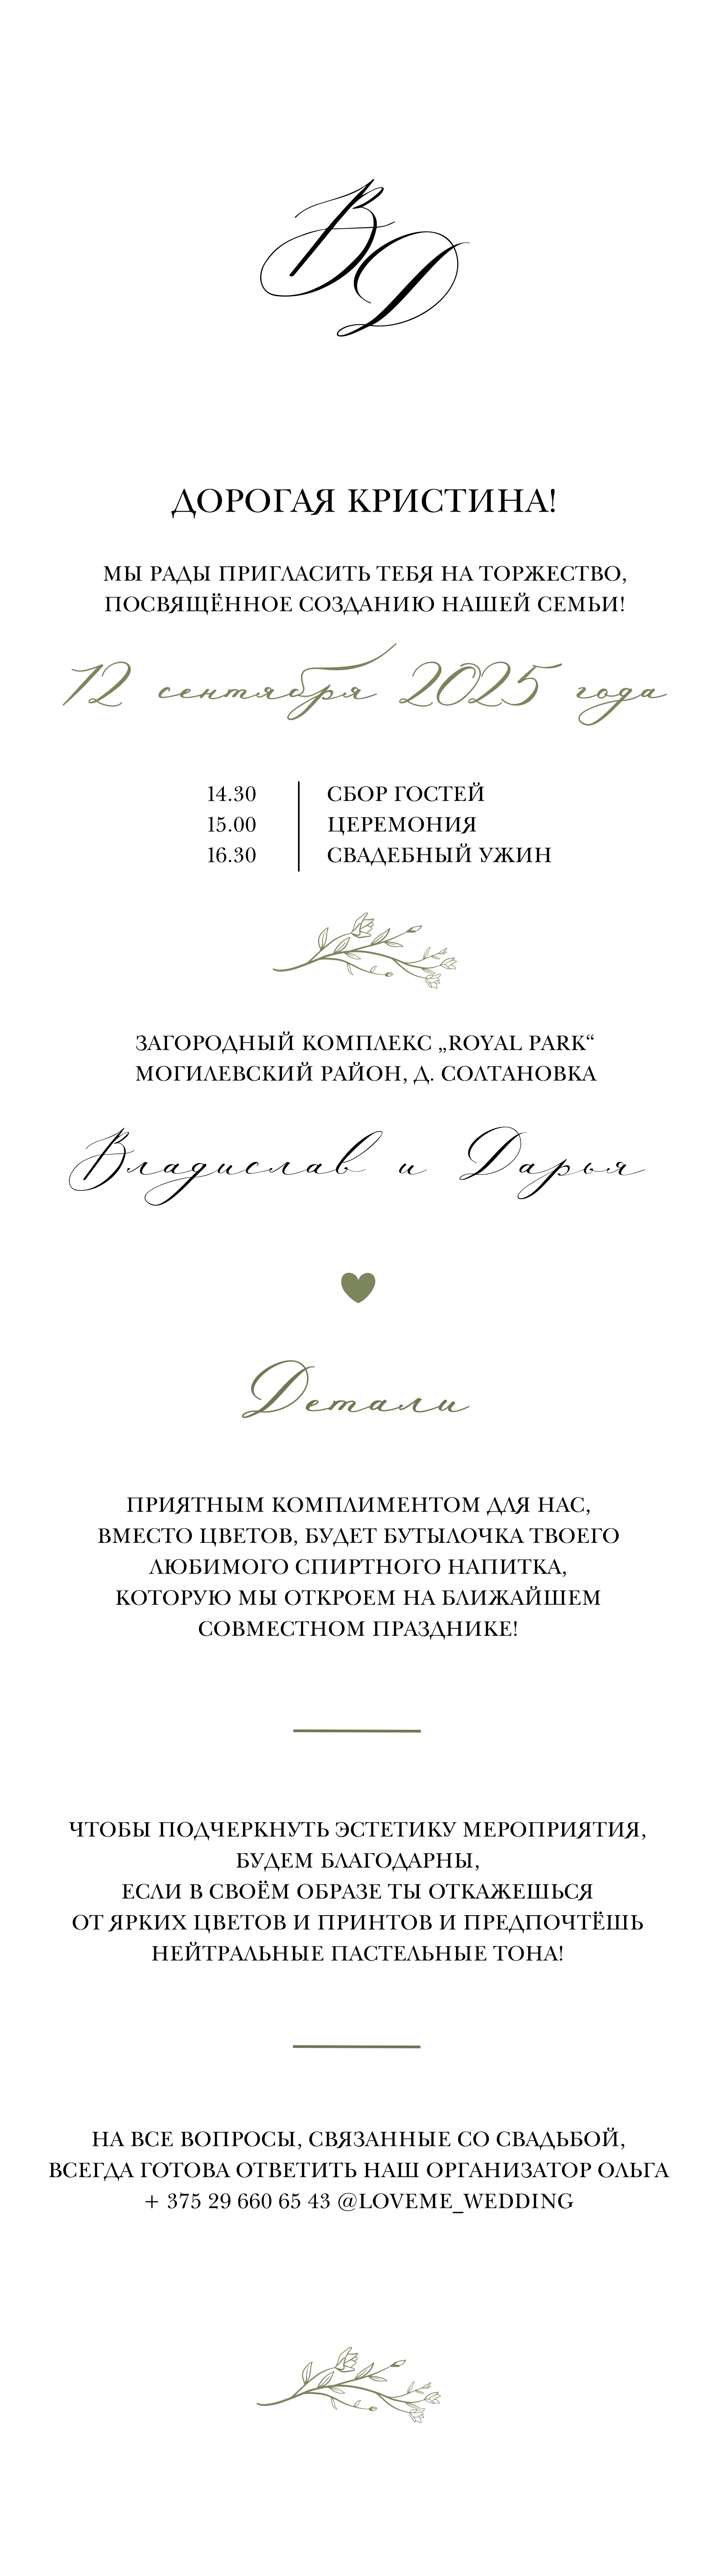 В
D
ДОРОГАЯ КРИСТИНА!
МЫ РАДЫ ПРИГЛАСИТЬ ТЕБЯ НА ТОРЖЕСТВО,
ПОСВЯЩЁННОЕ СОЗДАНИЮ НАШЕЙ СЕМЬИ!
12 сентября 2025 года
14.30 СБОР ГОСТЕЙ
15.00 ЦЕРЕМОНИЯ
16.30 СВАДЕБНЫЙ УЖИН
ЗАГОРОДНЫЙ КОМПЛЕКС „ROYAL PARK“
МОГИЛЕВСКИЙ РАЙОН, Д. СОЛТАНОВКА
Владислав и Дарья
Детали
ПРИЯТНЫМ КОМПЛИМЕНТОМ ДЛЯ НАС,
ВМЕСТО ЦВЕТОВ, БУДЕТ БУТЫЛОЧКА ТВОЕГО
ЛЮБИМОГО СПИРТНОГО НАПИТКА,
КОТОРУЮ МЫ ОТКРОЕМ НА БЛИЖАЙШЕМ
СОВМЕСТНОМ ПРАЗДНИКЕ!
ЧТОБЫ ПОДЧЕРКНУТЬ ЭСТЕТИКУ МЕРОПРИЯТИЯ,
БУДЕМ БЛАГОДАРНЫ,
ЕСЛИ В СВОЁМ ОБРАЗЕ ТЫ ОТКАЖЕШЬСЯ
ОТ ЯРКИХ ЦВЕТОВ И ПРИНТОВ И ПРЕДПОЧТЁШЬ
НЕЙТРАЛЬНЫЕ ПАСТЕЛЬНЫЕ ТОНА!
НА ВСЕ ВОПРОСЫ, СВЯЗАННЫЕ СО СВАДЬБОЙ,
ВСЕГДА ГОТОВА ОТВЕТИТЬ НАШ ОРГАНИЗАТОР ОЛЬГА
+ 375 29 660 65 43 @LOVEME_WEDDING